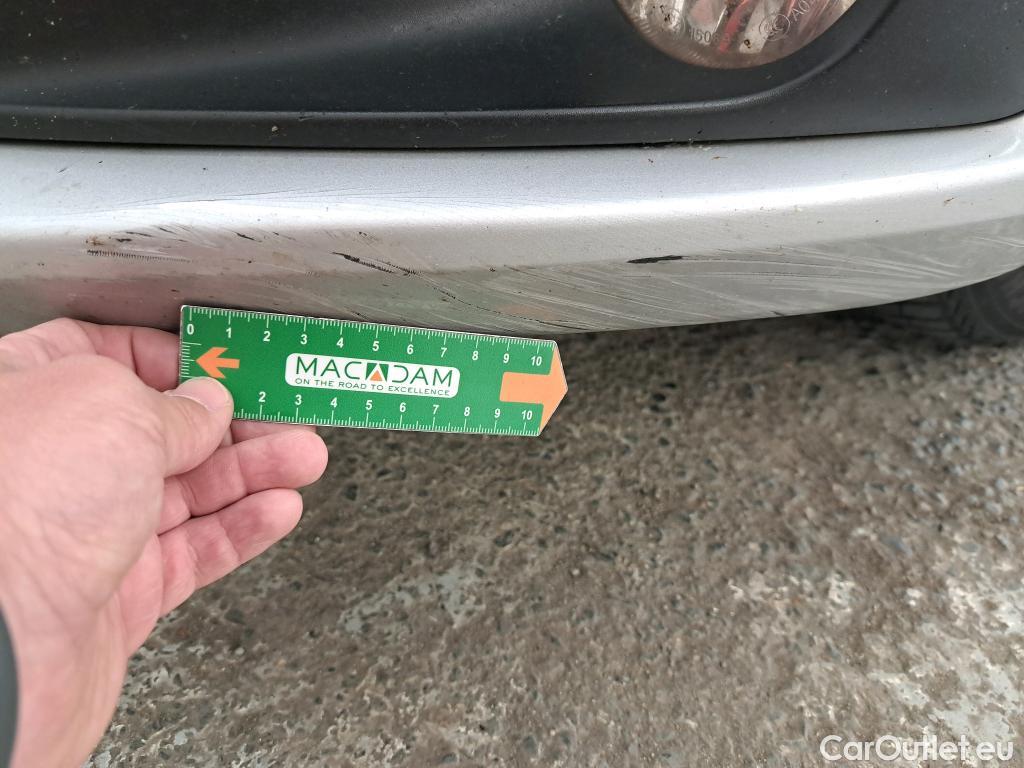 0 1 2 3 4 5 6 7 8 9 10
MACADAM
ON THE ROAD TO EXCELLENCE
2 3 4 5 6 7 8 9 10
CarOutlet.eu